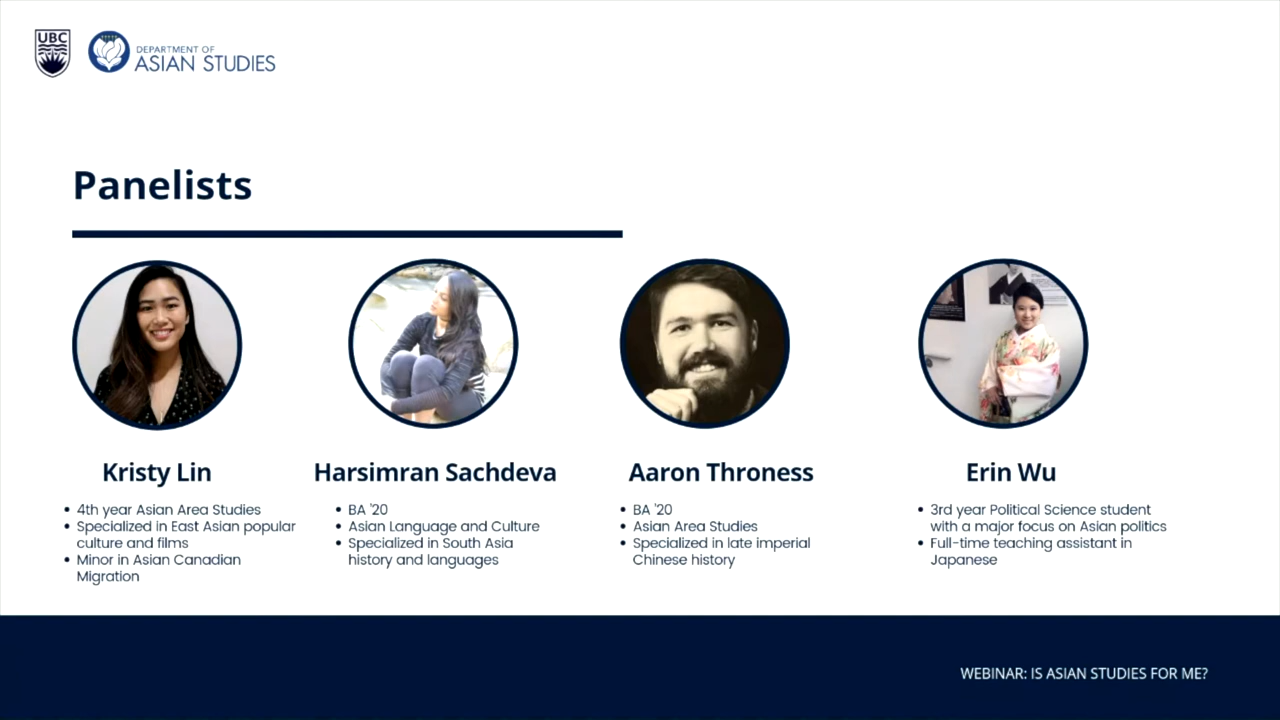 UBC
DEPARTMENT OF
ASIAN STUDIES
Panelists
Kristy Lin
• 4th year Asian Area Studies
• Specialized in East Asian popular
culture and films
• Minor in Asian Canadian
Migration
Harsimran Sachdeva
• BA '20
• Asian Language and Culture
• Specialized in South Asia
history and languages
Aaron Throness
• BA '20
• Asian Area Studies
• Specialized in late imperial
Chinese history
Erin Wu
• 3rd year Political Science student
with a major focus on Asian politics
• Full-time teaching assistant in
Japanese
WEBINAR: IS ASIAN STUDIES FOR ME?